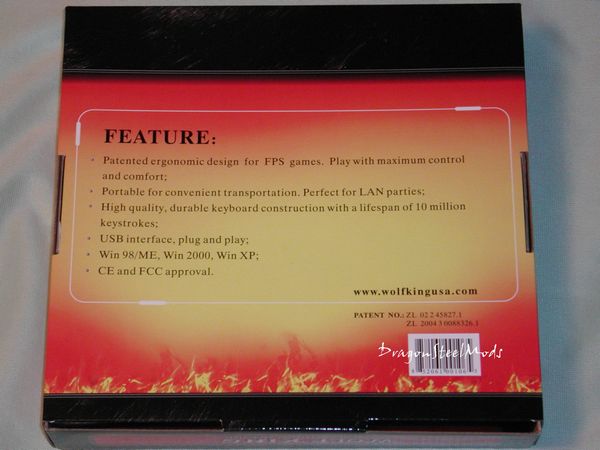 FEATURE:
• Patented ergonomic design for FPS games. Play with maximum control
and comfort;
• Portable for convenient transportation. Perfect for LAN parties;
• High quality, durable keyboard construction with a lifespan of 10 million
keystrokes;
• USB interface, plug and play;
• Win 98/ME, Win 2000, Win XP;
• CE and FCC approval.
www.wolfkingusa.com
PATENT NO.: ZL 02 2 45827.1
ZL 2004 3 0088326.1
DragonSteelMods